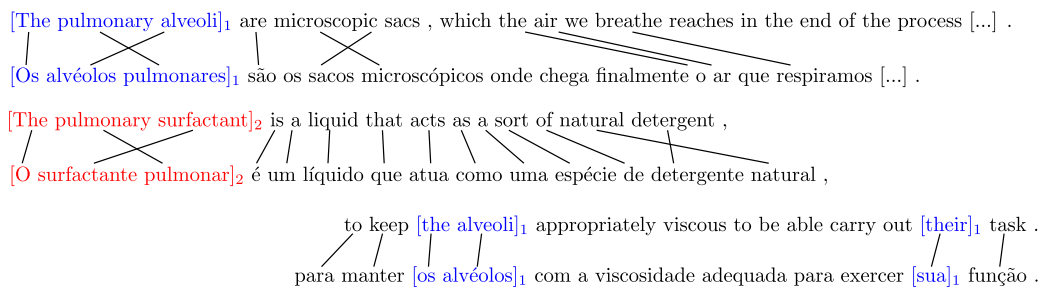 [The pulmonary alveoli]1 are microscopic sacs , which the air we breathe reaches in the end of the process [...] .
[Os alvéolos pulmonares]1 são os sacos microscópicos onde chega finalmente o ar que respiramos [...] .
[The pulmonary surfactant]2 is a liquid that acts as a sort of natural detergent ,
[O surfactante pulmonar]2 é um líquido que atua como uma espécie de detergente natural ,
to keep [the alveoli]1 appropriately viscous to be able carry out [their]1 task .
para manter [os alvéolos]1 com a viscosidade adequada para exercer [sua]1 função .